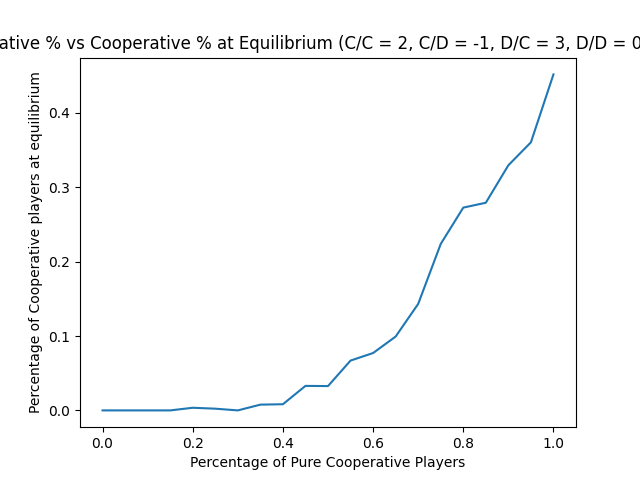 ative % vs Cooperative % at Equilibrium (C/C = 2, C/D = -1, D/C = 3, D/D = 0
Percentage of Cooperative players at equilibrium
0.4
0.3
0.2
0.1
0.0
0.0 0.2 0.4 0.6 0.8 1.0
Percentage of Pure Cooperative Players